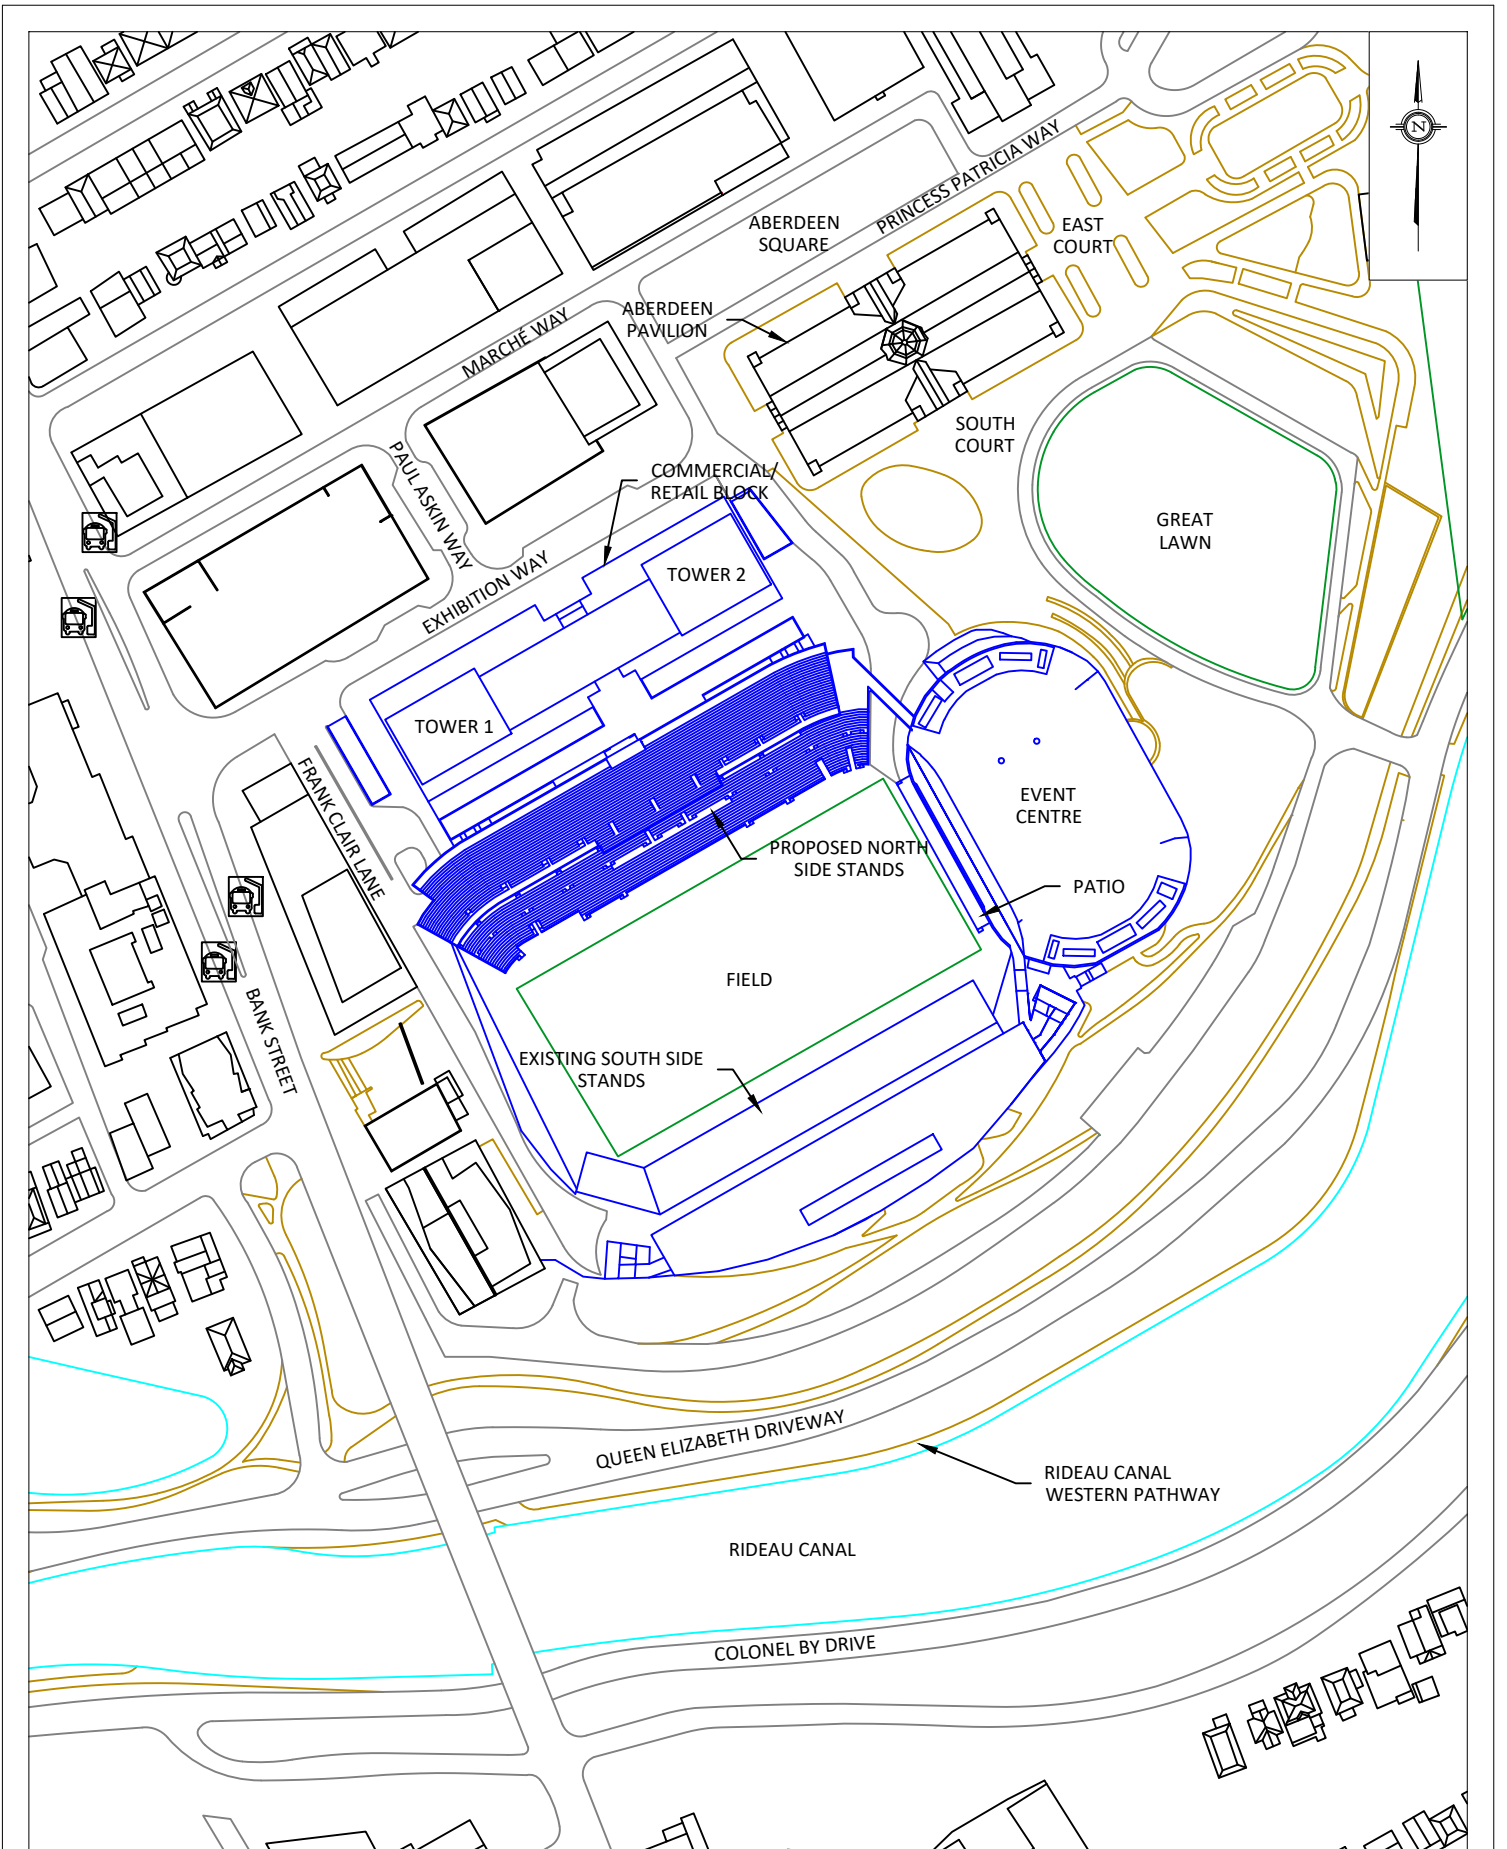 N
PRINCESS PATRICIA WAY
ABERDEEN
SQUARE
EAST
COURT
ABERDEEN
PAVILION
MARCHÉ WAY
SOUTH
COURT
PAUL ASKIN WAY
COMMERCIAL/
RETAIL BLOCK
GREAT
LAWN
EXHIBITION WAY
TOWER 2
TOWER 1
FRANK CLAIR LANE
EVENT
CENTRE
PROPOSED NORTH
SIDE STANDS
PATIO
FIELD
BANK STREET
EXISTING SOUTH SIDE
STANDS
QUEEN ELIZABETH DRIVEWAY
RIDEAU CANAL
WESTERN PATHWAY
RIDEAU CANAL
COLONEL BY DRIVE